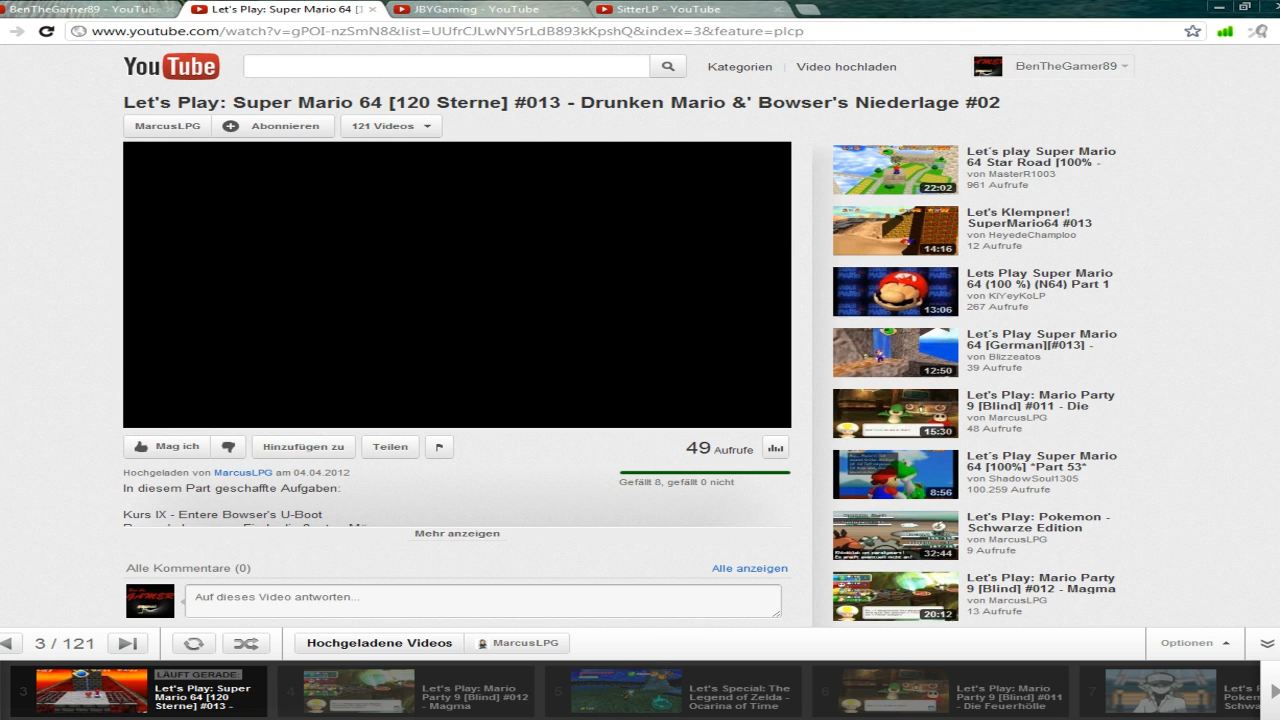 BenTheGamer89 - YouTube
Let's Play: Super Mario 64 [1
JBYGaming - YouTube
SitterLP - YouTube
www.youtube.com/watch?v=gPOI-nzSmN8&list=UUfrCJLwNY5rLdB893kKpshQ&index=3&feature=plcp
YouTube
Kategorien
Video hochladen
BenTheGamer89
Let's Play: Super Mario 64 [120 Sterne] #013 - Drunken Mario &' Bowser's Niederlage #02
MarcusLPG
Abonnieren
121 Videos
Mag ich
Hinzufügen zu
Teilen
49 Aufrufe
Hochgeladen von MarcusLPG am 04.04.2012
Gefällt 8, gefällt 0 nicht
In diesem Part geschaffte Aufgaben:
Kurs IX - Entere Bowser's U-Boot
Mehr anzeigen
Alle Kommentare (0)
Alle anzeigen
Auf dieses Video antworten...
22:02
Let´s play Super Mario
64 Star Road [100% -
von MasterR1003
961 Aufrufe
14:16
Let's Klempner!
SuperMario64 #013
von HeyedeChamploo
12 Aufrufe
13:06
Lets Play Super Mario
64 (100 %) (N64) Part 1
von KiYeyKoLP
267 Aufrufe
12:50
Let´s Play Super Mario
64 [German][#013] -
von Blizzeatos
39 Aufrufe
15:30
Let's Play: Mario Party
9 [Blind] #011 - Die
von MarcusLPG
48 Aufrufe
8:56
Let's Play Super Mario
64 [100%] *Part 53*
von ShadowSoul1305
100.259 Aufrufe
32:44
Let's Play: Pokemon -
Schwarze Edition
von MarcusLPG
9 Aufrufe
20:12
Let's Play: Mario Party
9 [Blind] #012 - Magma
von MarcusLPG
13 Aufrufe
3 / 121
Hochgeladene Videos
MarcusLPG
Optionen
3
LÄUFT GERADE
Let's Play: Super
Mario 64 [120
Sterne] #013 -
4
Let's Play: Mario
Party 9 [Blind] #012
- Magma
5
Let's Special: The
Legend of Zelda -
Ocarina of Time
6
Let's Play: Mario
Party 9 [Blind] #011
- Die Feuerhölle
7
Let's F
Pokem
Schwa